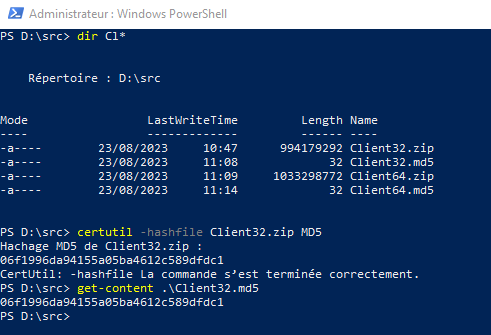 Administrateur : Windows PowerShell
PS D:\src> dir Cl*
Répertoire : D:\src
Mode LastWriteTime Length Name
---- ------------- ------ ----
-a---- 23/08/2023 10:47 994179292 Client32.zip
-a---- 23/08/2023 11:08 32 Client32.md5
-a---- 23/08/2023 11:09 1033298772 Client64.zip
-a---- 23/08/2023 11:14 32 Client64.md5
PS D:\src> certutil -hashfile Client32.zip MD5
Hachage MD5 de Client32.zip :
06f1996da94155a05ba4612c589dfdc1
CertUtil: -hashfile La commande s’est terminée correctement.
PS D:\src> get-content .\Client32.md5
06f1996da94155a05ba4612c589dfdc1
PS D:\src>